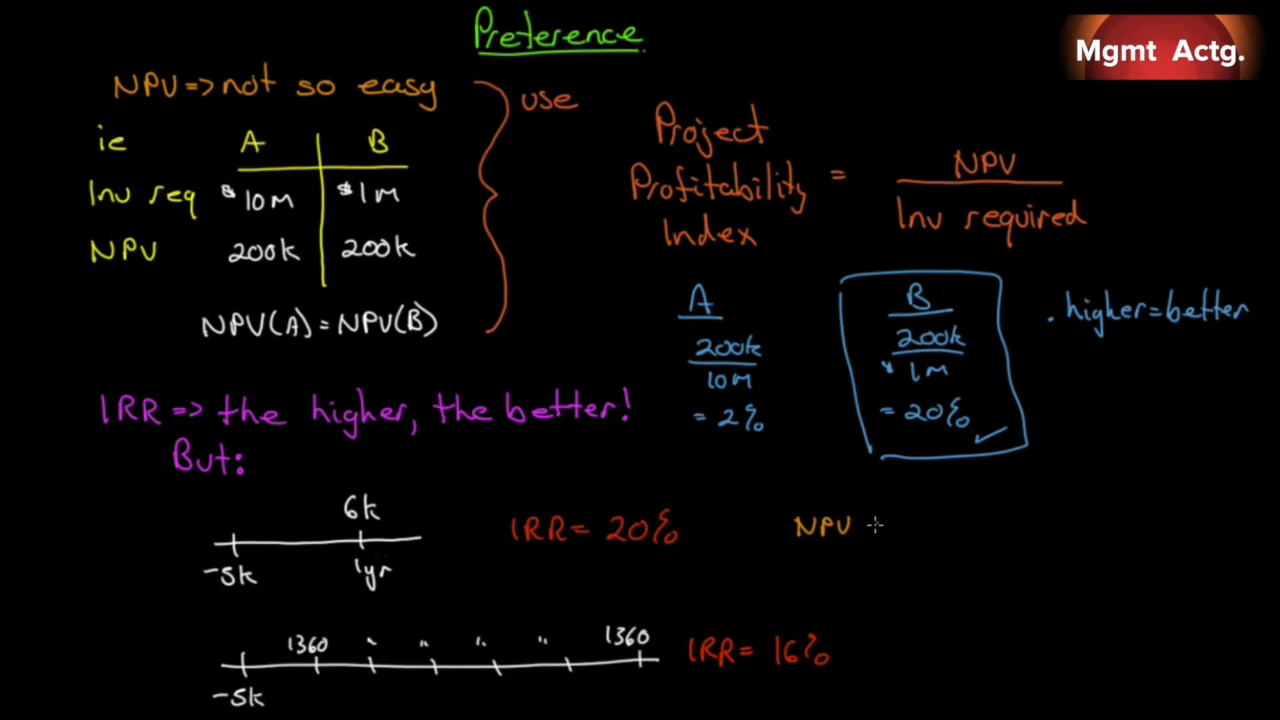 Preference
Mgmt Actg.
NPV => not so easy
use
ie A B
Inv req $10M $1M
NPV 200k 200k
NPV(A) = NPV(B)
Project
Profitability
Index
=
NPV
Inv required
A
200k
10M
= 2%
B
200k
$ 1M
= 20%
. higher = better
IRR => the higher, the better!
But:
6k
-5k 1yr
IRR = 20%
NPV
1360 " " " " 1360
-5k
IRR = 16%